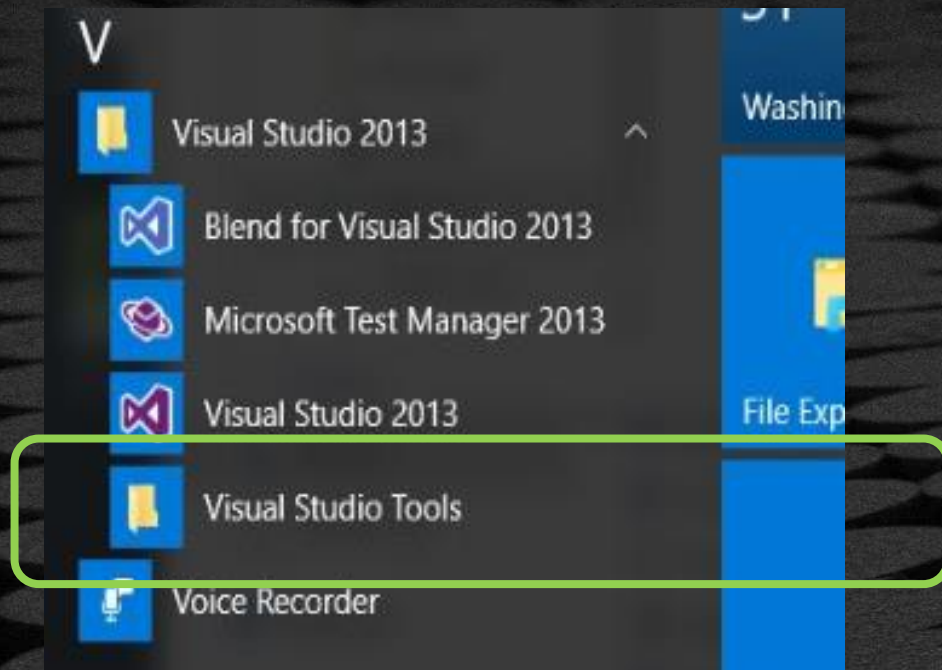 V
Visual Studio 2013
Blend for Visual Studio 2013
Microsoft Test Manager 2013
Visual Studio 2013
Visual Studio Tools
Voice Recorder
Washin
File Exp